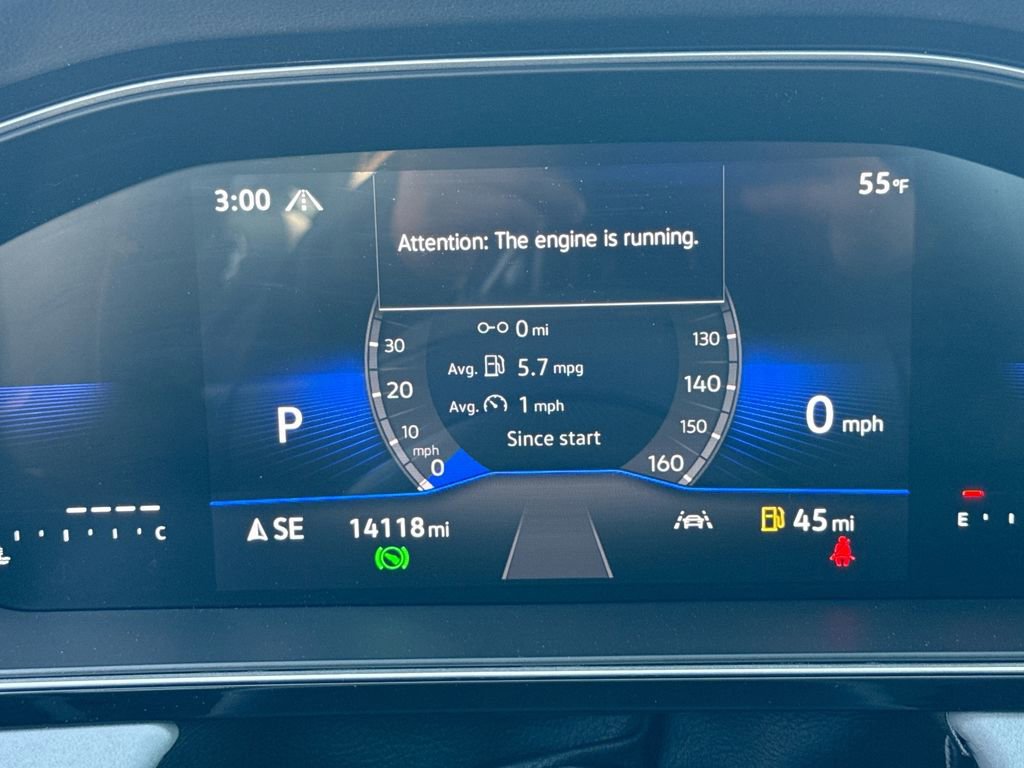 3:00
55°F
Attention: The engine is running.
0 mi
Avg. 5.7 mpg
Avg. 1 mph
Since start
30
20
10
mph
0
130
140
150
160
P
0 mph
SE
14118 mi
45 mi
C
E